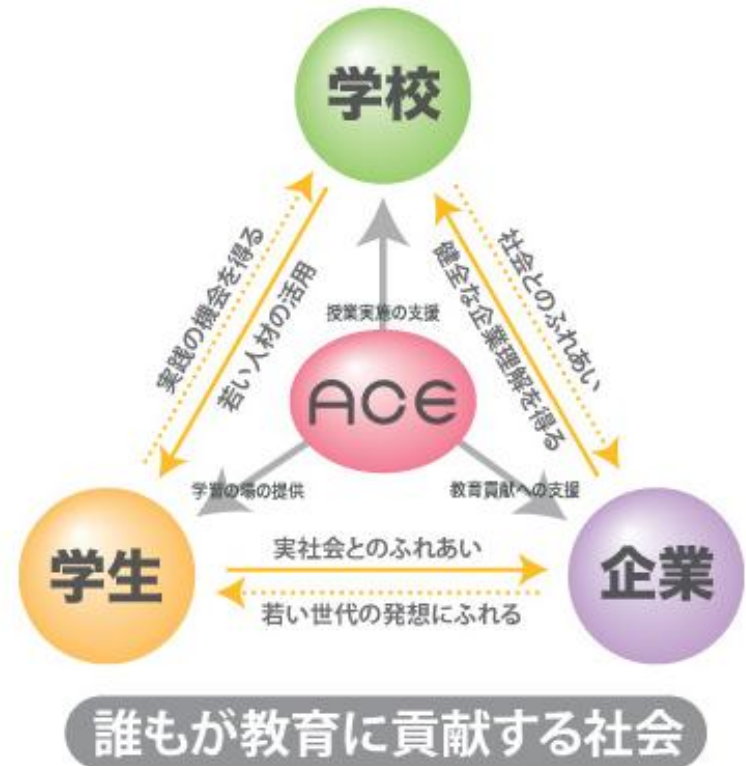 学校
実践の機会を得る
若い人材の活用
社会とのふれあい
健全な企業理解を得る
授業実施の支援
ACE
学習の場の提供
教育貢献への支援
学生
実社会とのふれあい
若い世代の発想にふれる
企業
誰もが教育に貢献する社会